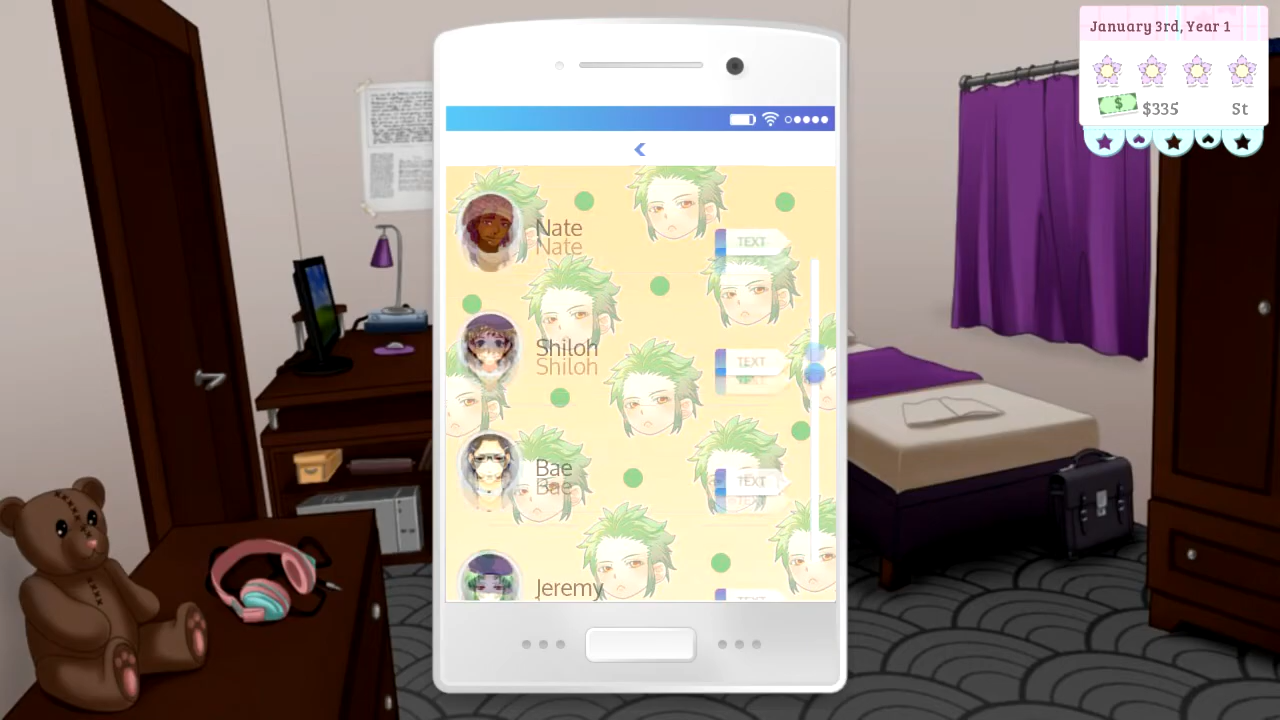 January 3rd, Year 1
$335
St
Nate
Nate
TEXT
Shiloh
Shiloh
TEXT
Bae
Bae
TEXT
Jeremy